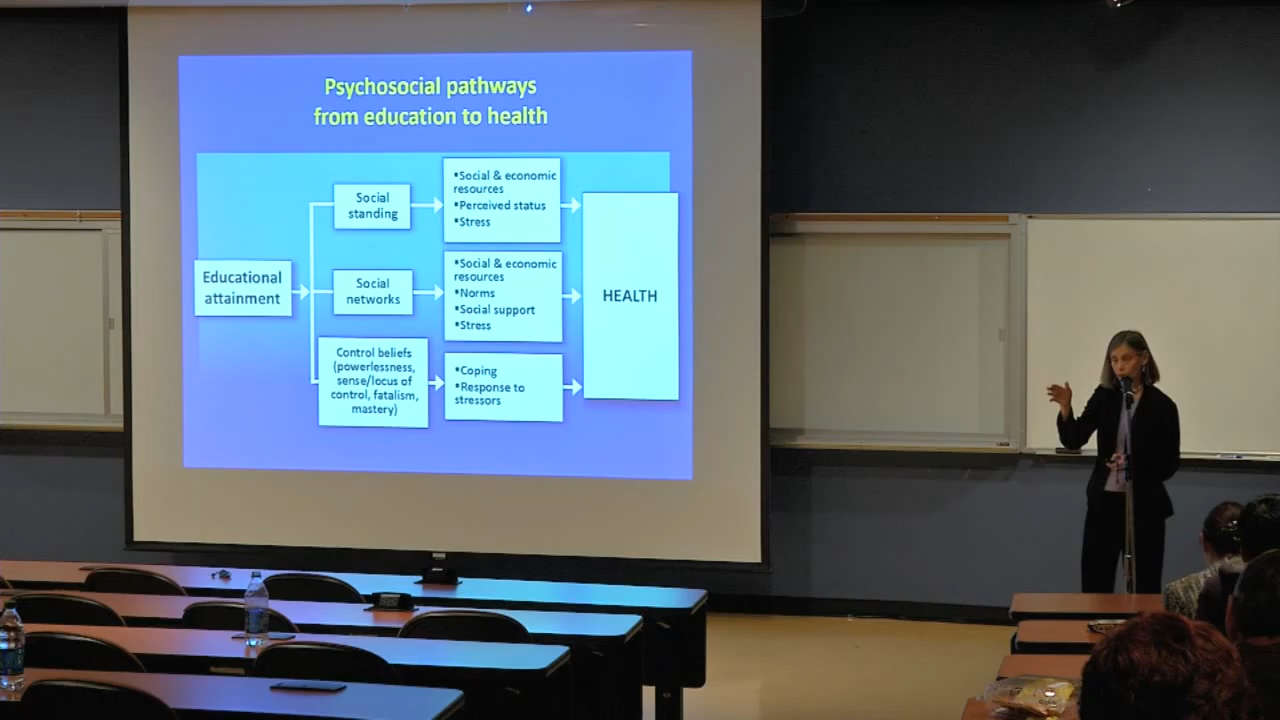 Psychosocial pathways
from education to health
Educational
attainment
Social
standing
▪Social & economic
resources
▪Perceived status
▪Stress
Social
networks
▪Social & economic
resources
▪Norms
▪Social support
▪Stress
Control beliefs
(powerlessness,
sense/locus of
control, fatalism,
mastery)
▪Coping
▪Response to
stressors
HEALTH